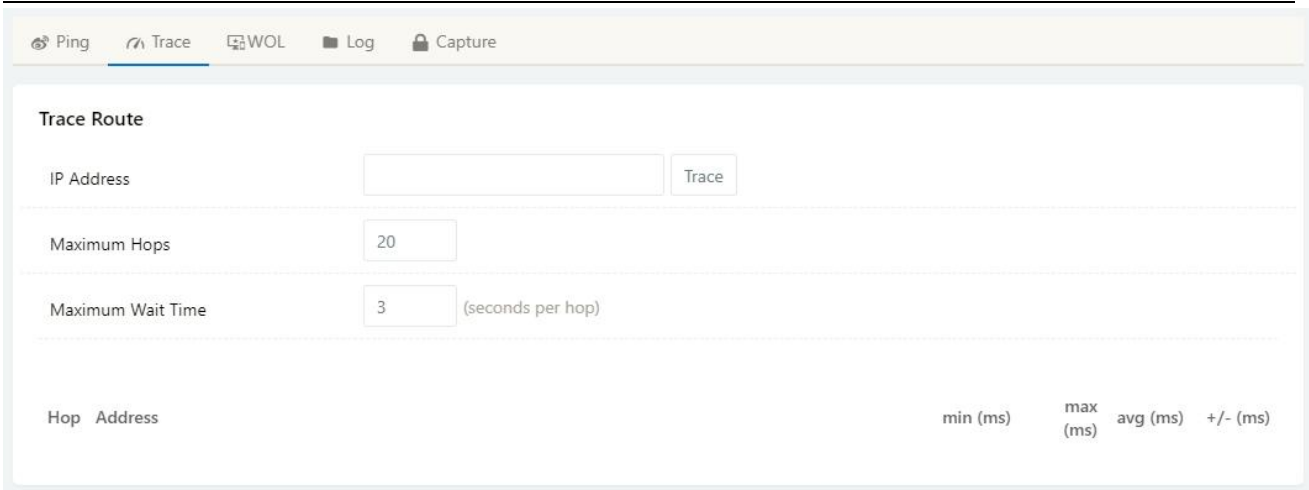 Ping Trace WOL Log Capture
Trace Route
IP Address Trace
Maximum Hops 20
Maximum Wait Time 3 (seconds per hop)
Hop Address min (ms) max (ms) avg (ms) +/- (ms)